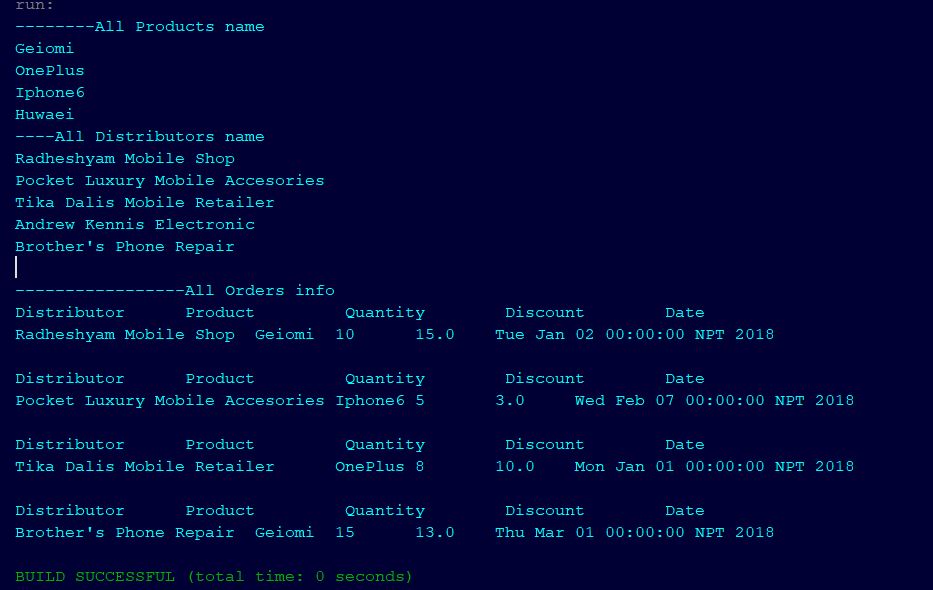 run:
--------All Products name
Geiomi
OnePlus
Iphone6
Huwaei
----All Distributors name
Radheshyam Mobile Shop
Pocket Luxury Mobile Accesories
Tika Dalis Mobile Retailer
Andrew Kennis Electronic
Brother's Phone Repair
-----------------All Orders info
Distributor      Product         Quantity        Discount        Date
Radheshyam Mobile Shop  Geiomi  10      15.0    Tue Jan 02 00:00:00 NPT 2018
Distributor      Product         Quantity        Discount        Date
Pocket Luxury Mobile Accesories Iphone6 5       3.0     Wed Feb 07 00:00:00 NPT 2018
Distributor      Product         Quantity        Discount        Date
Tika Dalis Mobile Retailer      OnePlus 8       10.0    Mon Jan 01 00:00:00 NPT 2018
Distributor      Product         Quantity        Discount        Date
Brother's Phone Repair  Geiomi  15      13.0    Thu Mar 01 00:00:00 NPT 2018
BUILD SUCCESSFUL (total time: 0 seconds)